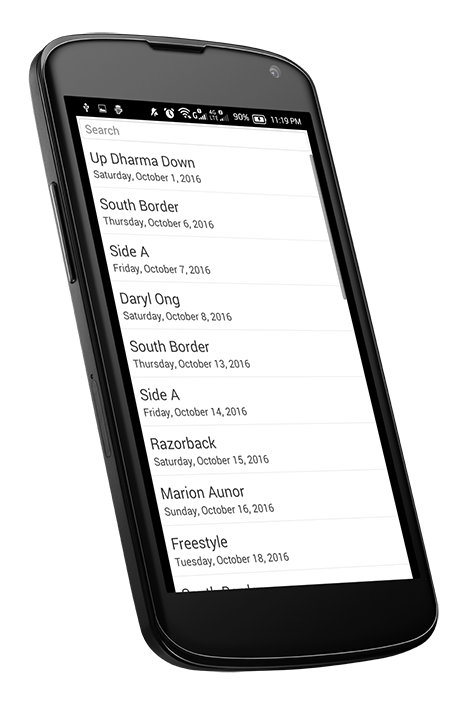 4G
LTE
90%
11:19 PM
Search
Up Dharma Down
Saturday, October 1, 2016
South Border
Thursday, October 6, 2016
Side A
Friday, October 7, 2016
Daryl Ong
Saturday, October 8, 2016
South Border
Thursday, October 13, 2016
Side A
Friday, October 14, 2016
Razorback
Saturday, October 15, 2016
Marion Aunor
Sunday, October 16, 2016
Freestyle
Tuesday, October 18, 2016